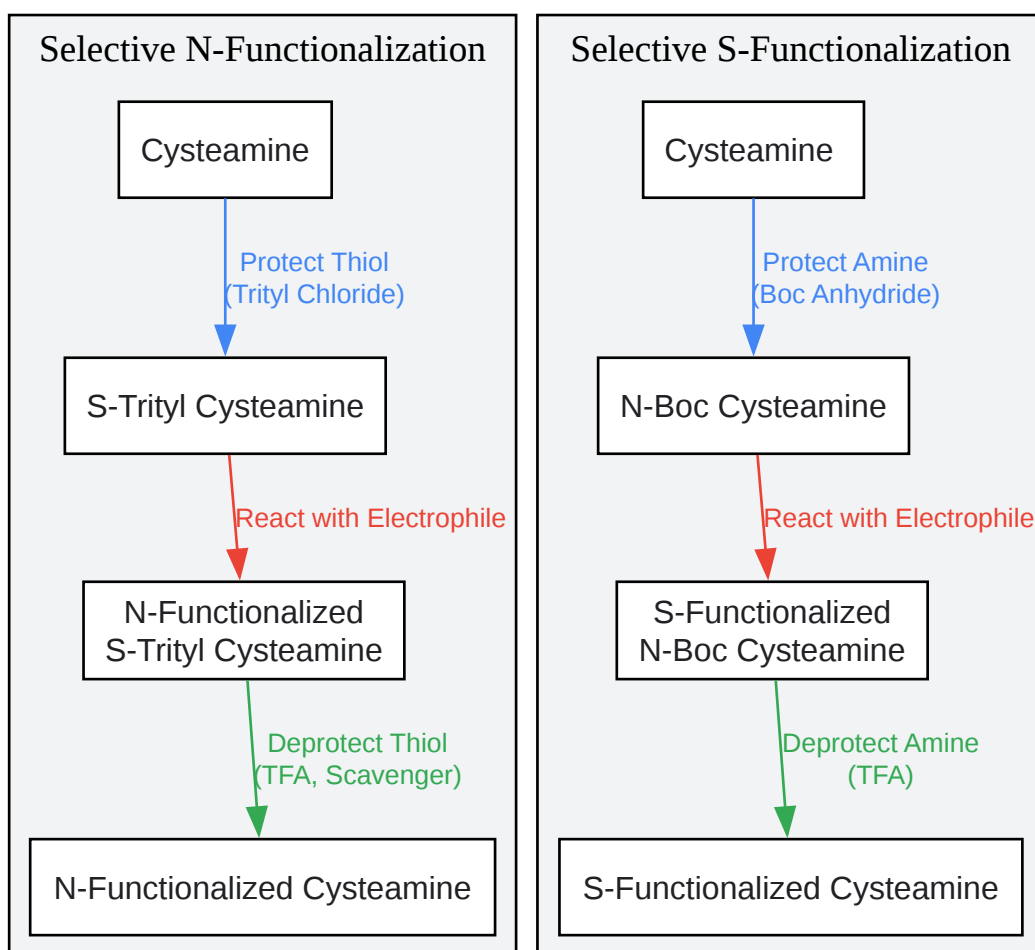 Selective N-Functionalization
Cysteamine
Protect Thiol
(Trityl Chloride)
S-Trityl Cysteamine
React with Electrophile
N-Functionalized
S-Trityl Cysteamine
Deprotect Thiol
(TFA, Scavenger)
N-Functionalized Cysteamine
Selective S-Functionalization
Cysteamine
Protect Amine
(Boc Anhydride)
N-Boc Cysteamine
React with Electrophile
S-Functionalized
N-Boc Cysteamine
Deprotect Amine
(TFA)
S-Functionalized Cysteamine